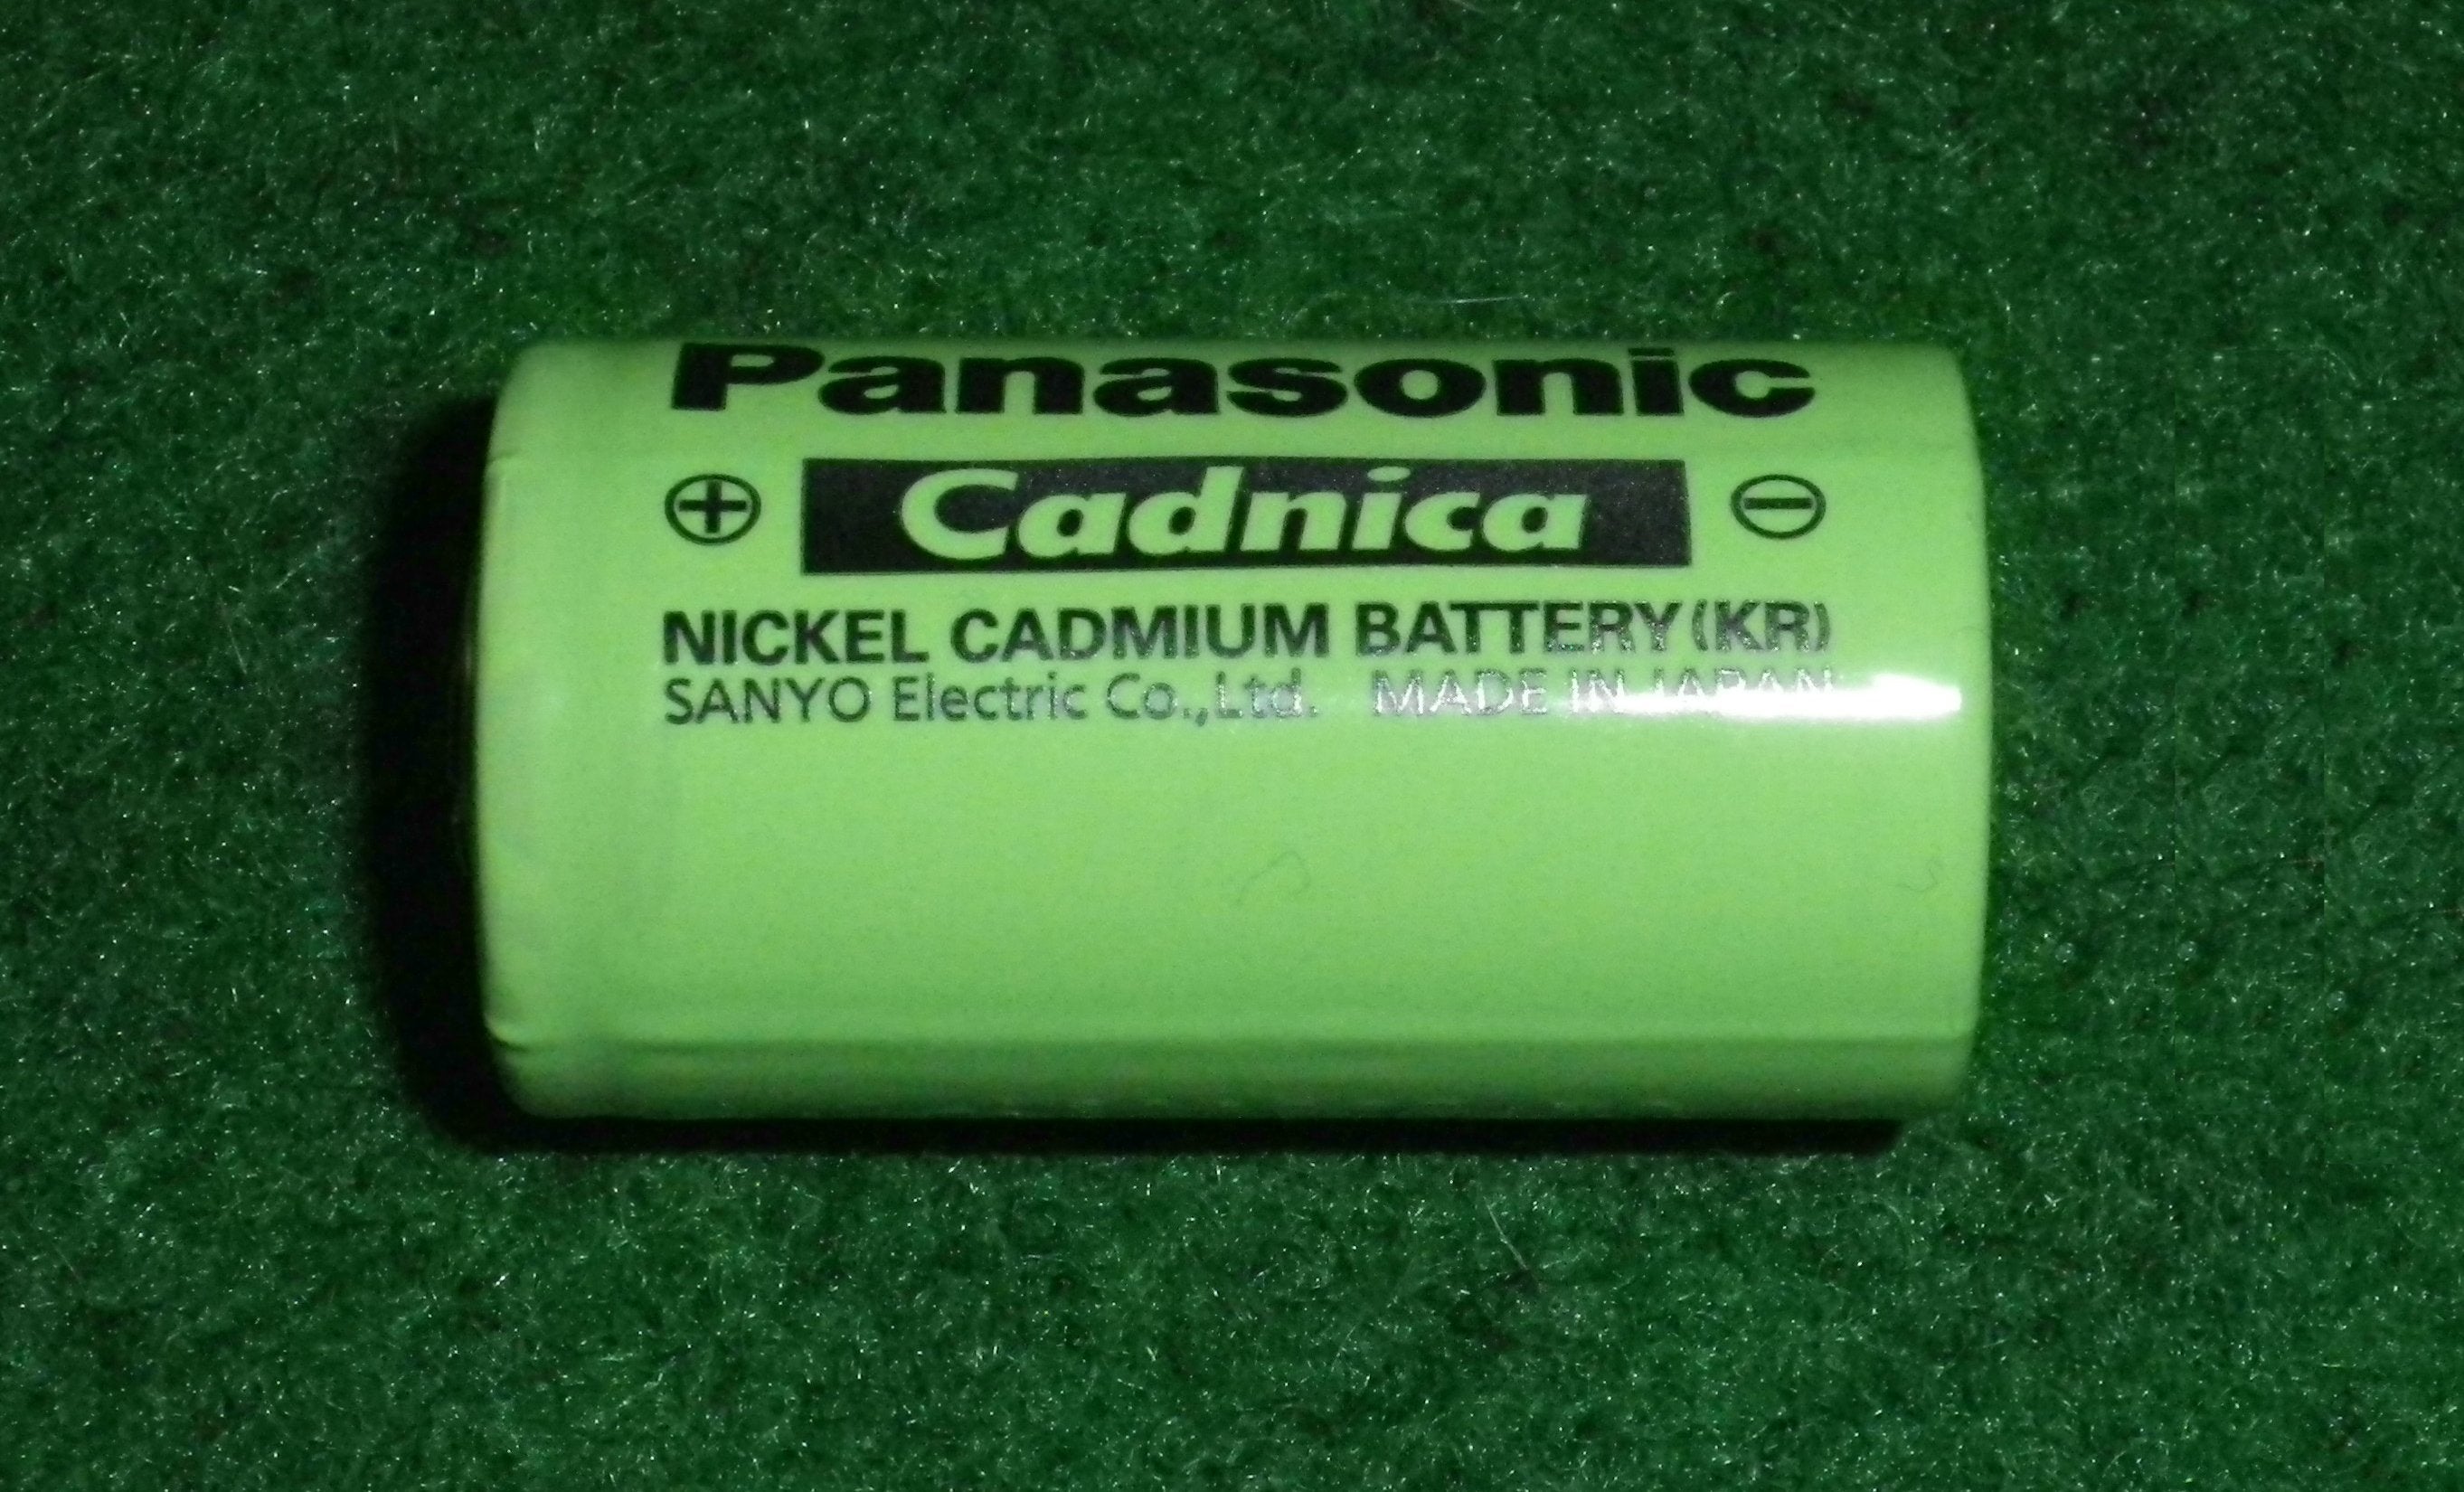 Panasonic
+ Cadnica −
NICKEL CADMIUM BATTERY (KR)
SANYO Electric Co.,Ltd. MADE IN JAPAN